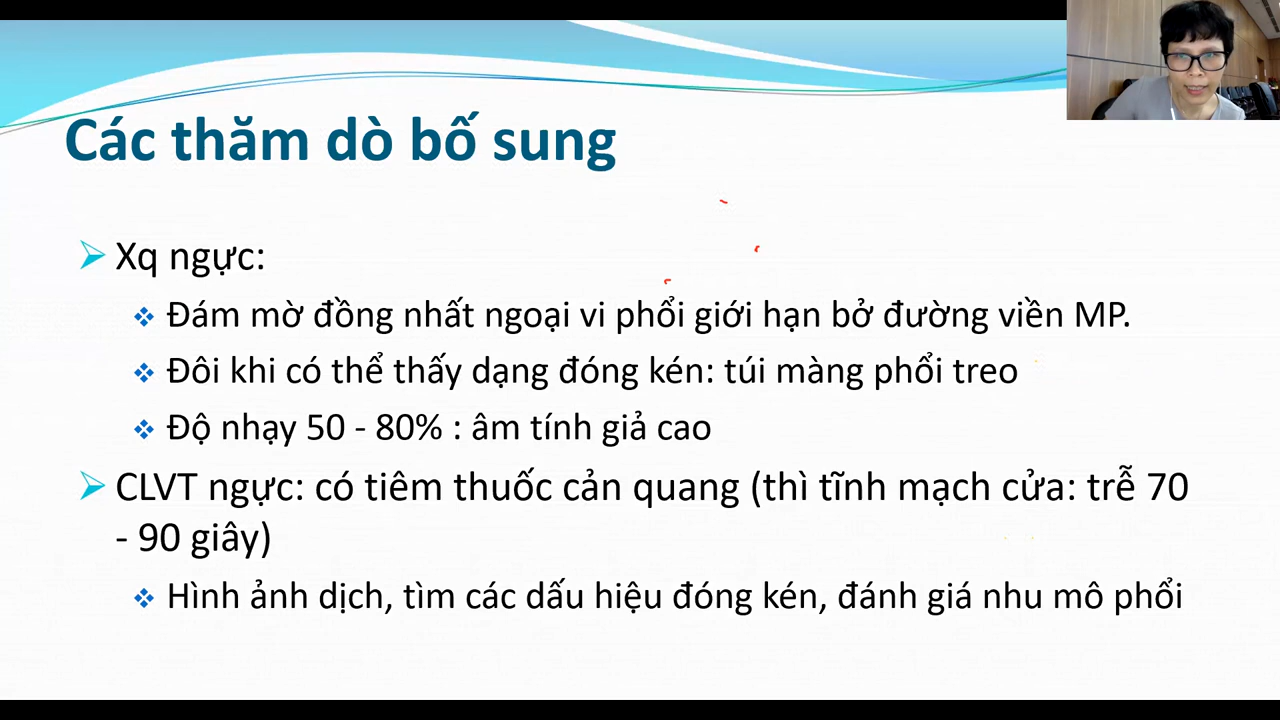 Các thăm dò bố sung
Xq ngực:
Đám mờ đồng nhất ngoại vi phổi giới hạn bở đường viền MP.
Đôi khi có thể thấy dạng đóng kén: túi màng phổi treo
Độ nhạy 50 - 80% : âm tính giả cao
CLVT ngực: có tiêm thuốc cản quang (thì tĩnh mạch cửa: trễ 70
- 90 giây)
Hình ảnh dịch, tìm các dấu hiệu đóng kén, đánh giá nhu mô phổi